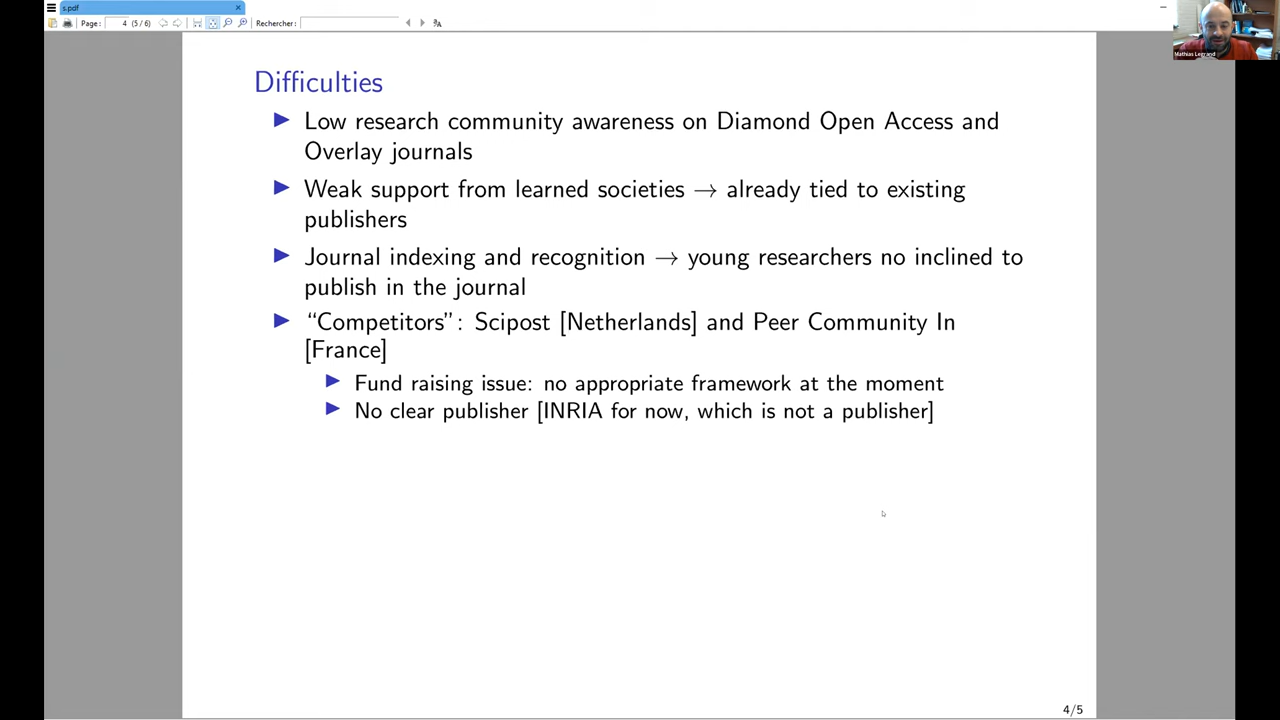 s.pdf
Page : 4 (5 / 6) Rechercher :
Mathias Legrand
Difficulties
Low research community awareness on Diamond Open Access and
Overlay journals
Weak support from learned societies → already tied to existing
publishers
Journal indexing and recognition → young researchers no inclined to
publish in the journal
“Competitors”: Scipost [Netherlands] and Peer Community In
[France]
Fund raising issue: no appropriate framework at the moment
No clear publisher [INRIA for now, which is not a publisher]
4/5